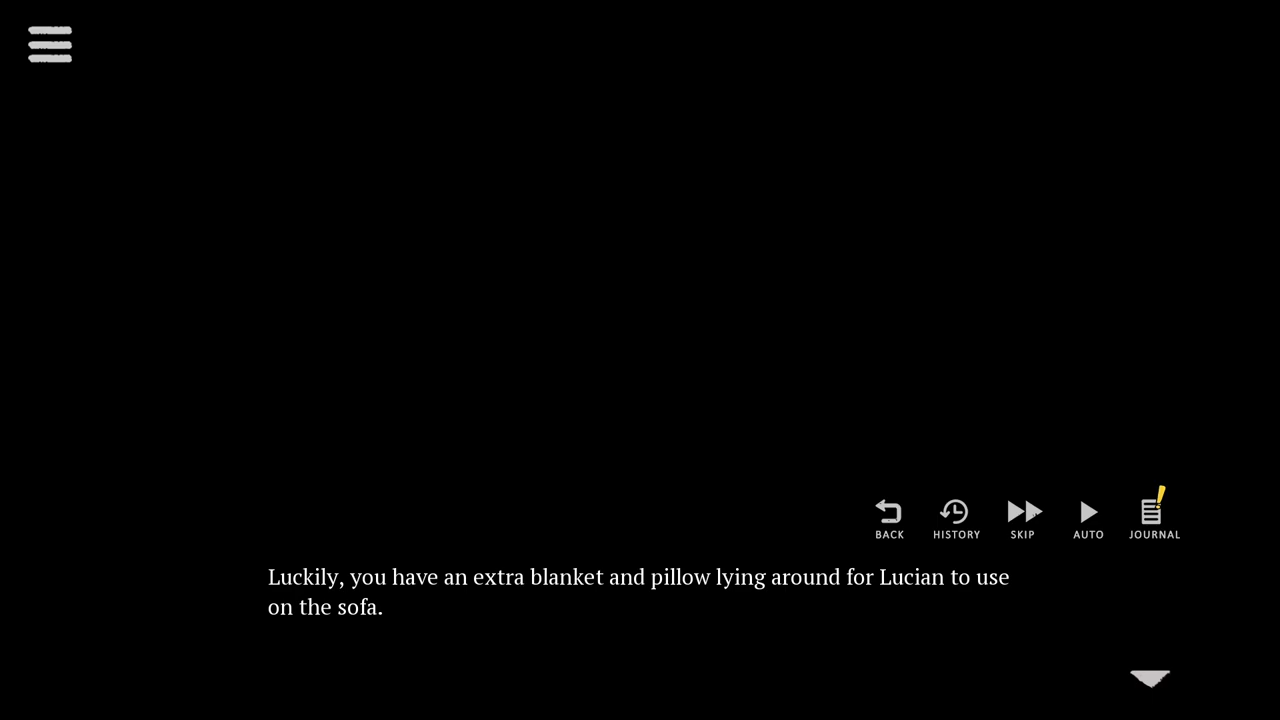 BACK HISTORY SKIP AUTO JOURNAL
Luckily, you have an extra blanket and pillow lying around for Lucian to use
on the sofa.